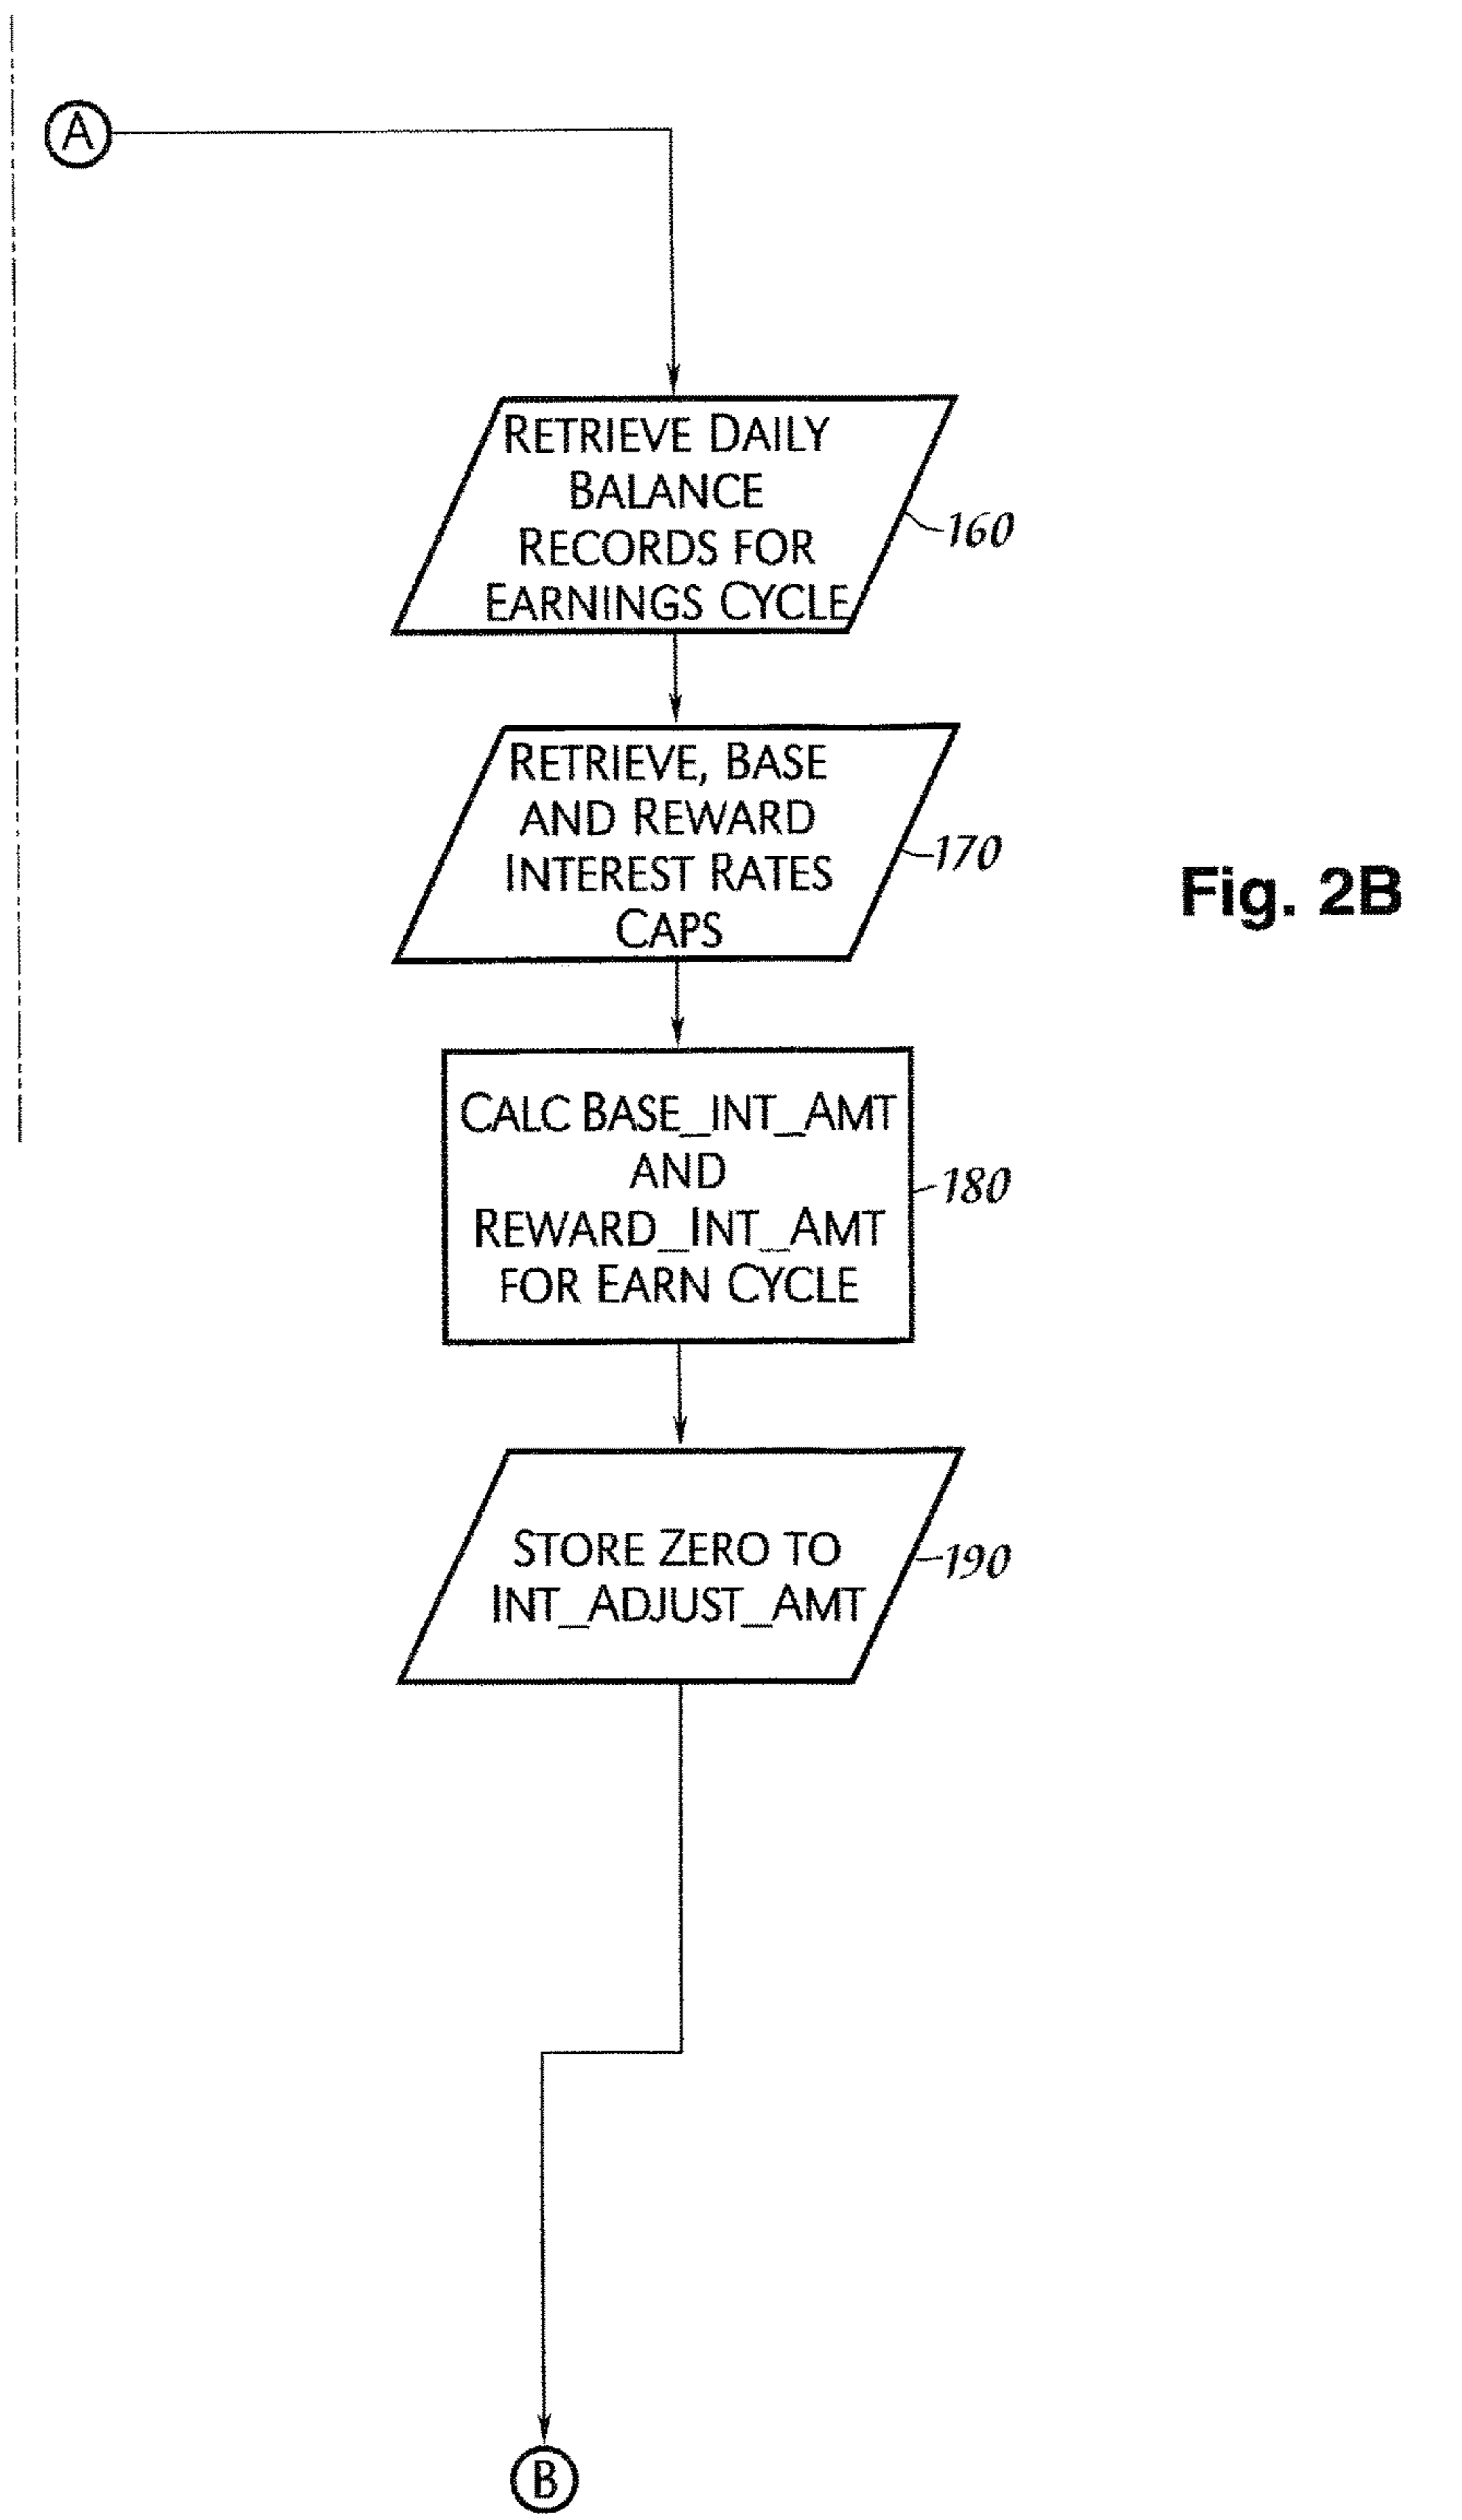 A
RETRIEVE DAILY
BALANCE
RECORDS FOR
EARNINGS CYCLE
160
RETRIEVE, BASE
AND REWARD
INTEREST RATES
CAPS
170
Fig. 2B
CALC BASE_INT_AMT
AND
REWARD_INT_AMT
FOR EARN CYCLE
180
STORE ZERO TO
INT_ADJUST_AMT
190
B